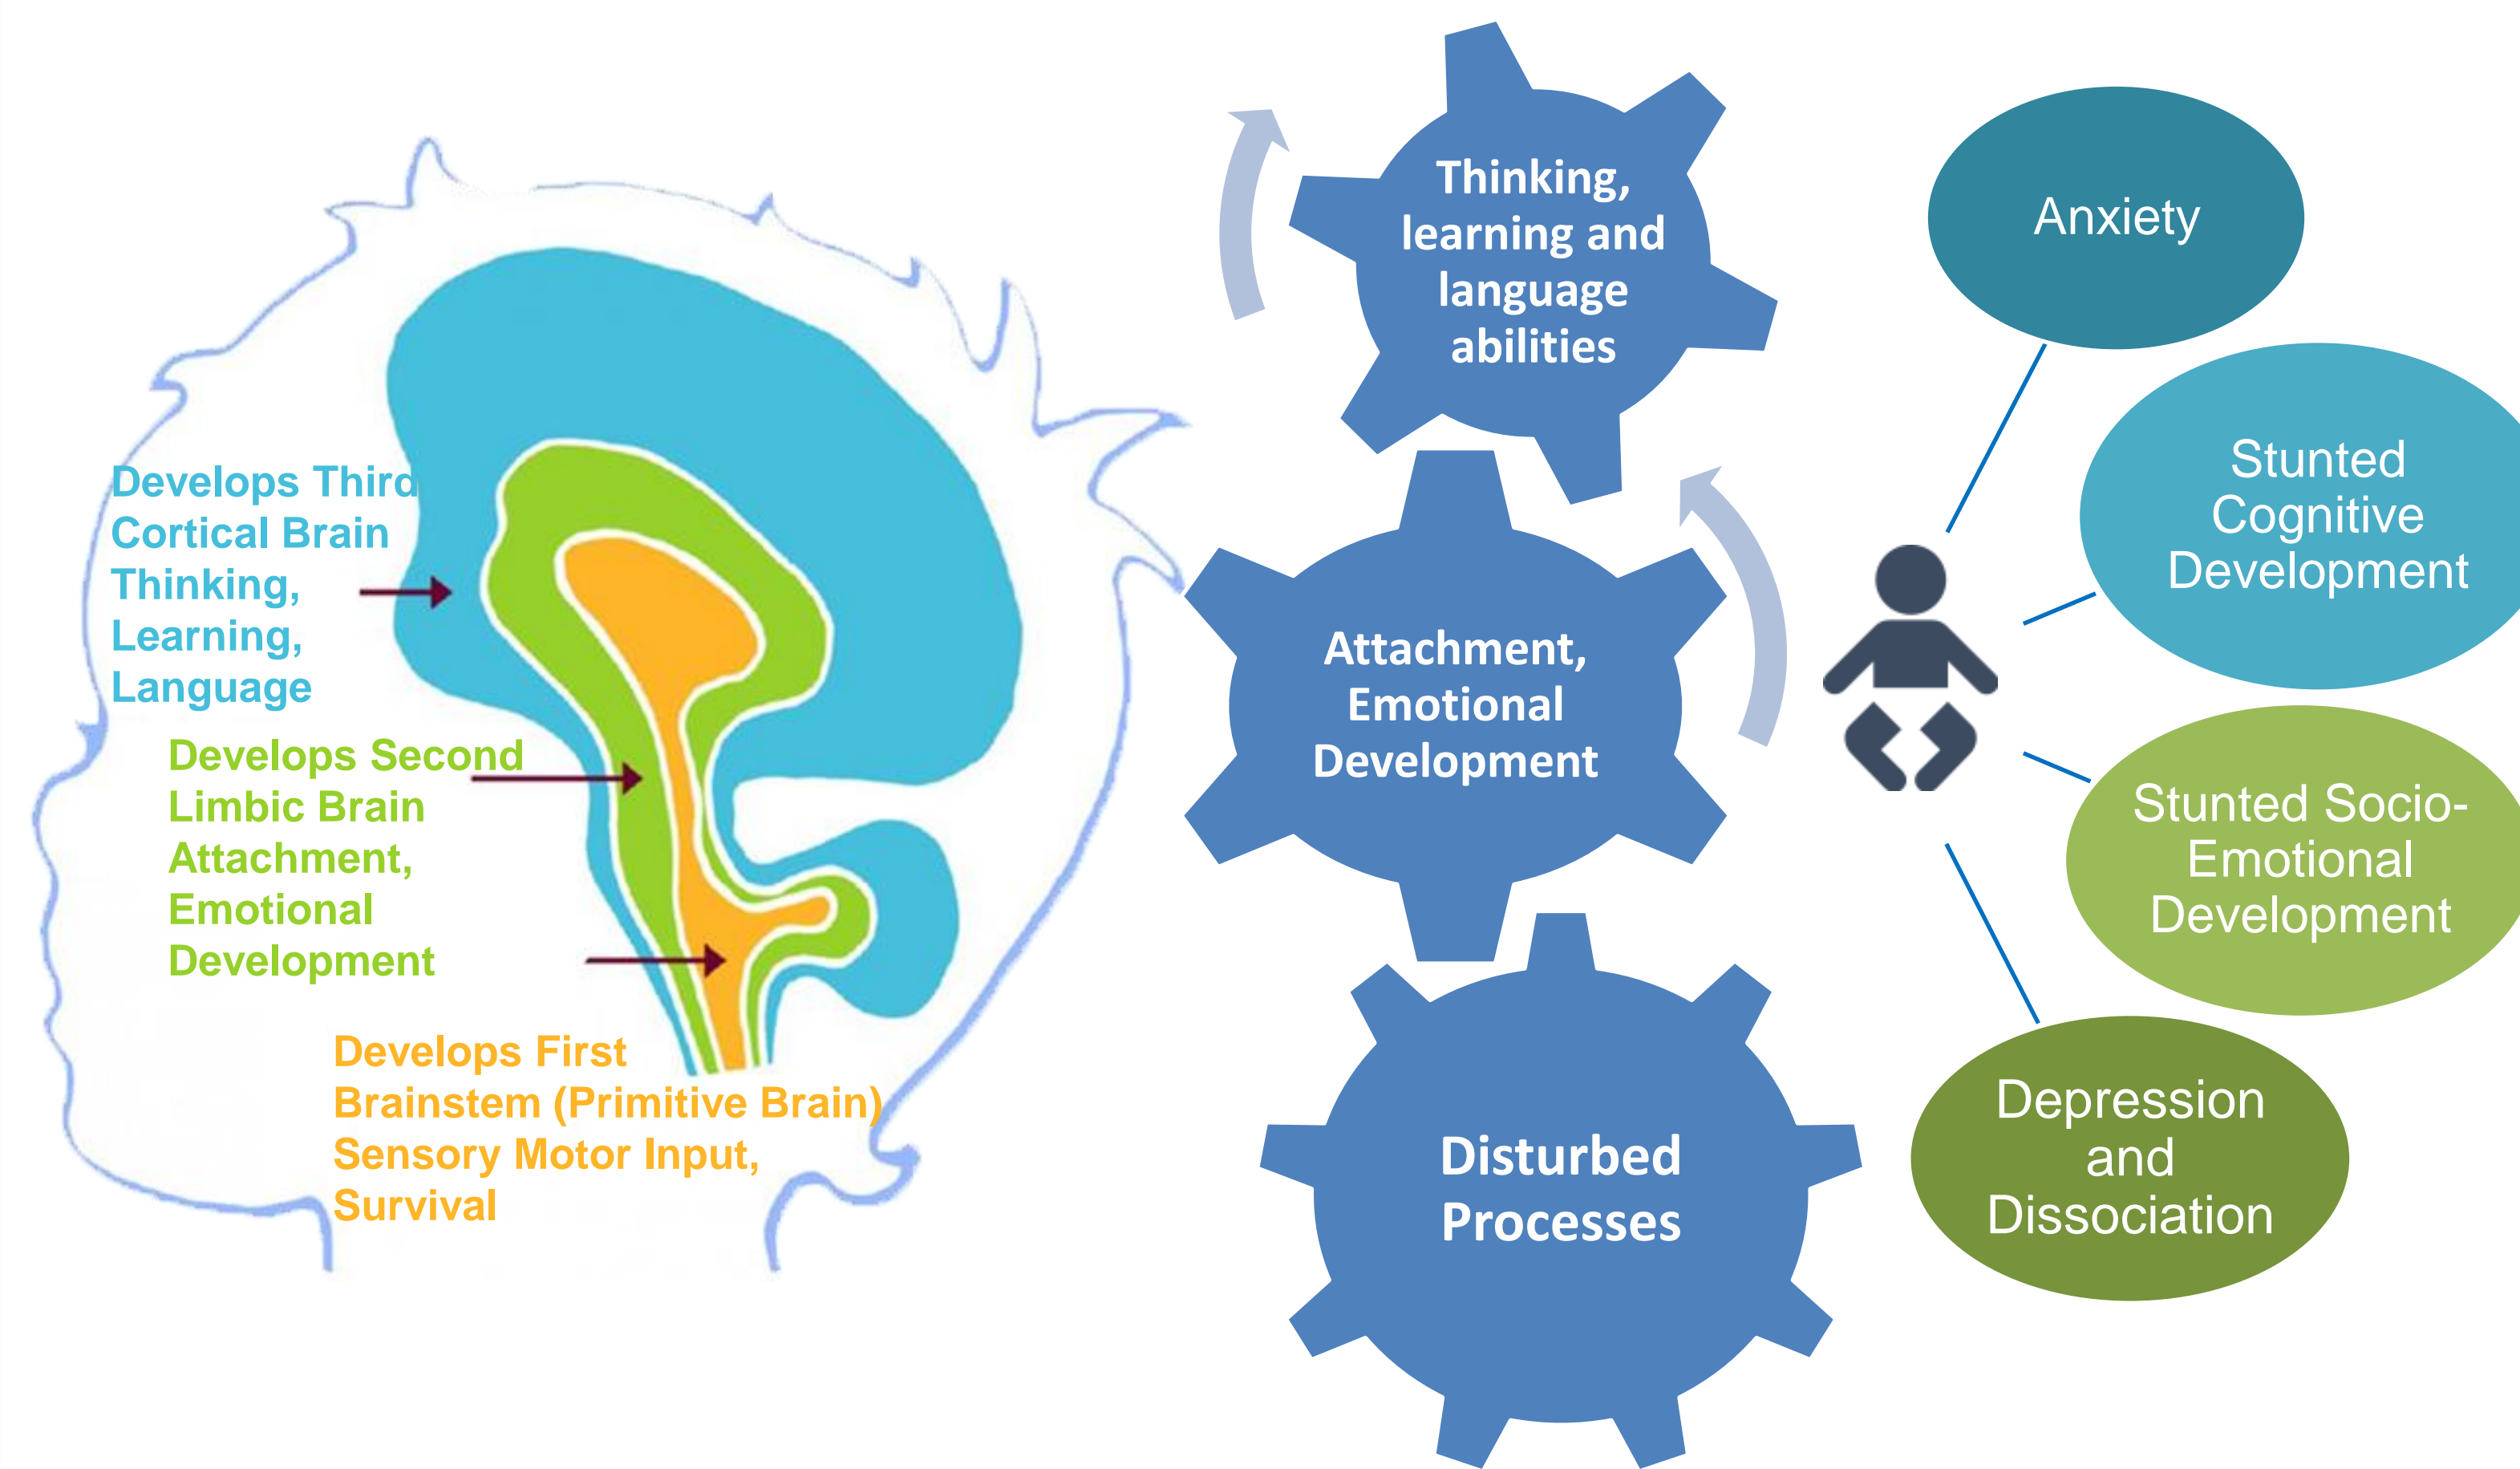 Develops Third
Cortical Brain
Thinking,
Learning,
Language
Develops Second
Limbic Brain
Attachment,
Emotional
Development
Develops First
Brainstem (Primitive Brain)
Sensory Motor Input,
Survival
Thinking,
learning and
language
abilities
Attachment,
Emotional
Development
Disturbed
Processes
Anxiety
Stunted
Cognitive
Development
Stunted Socio-
Emotional
Development
Depression
and
Dissociation